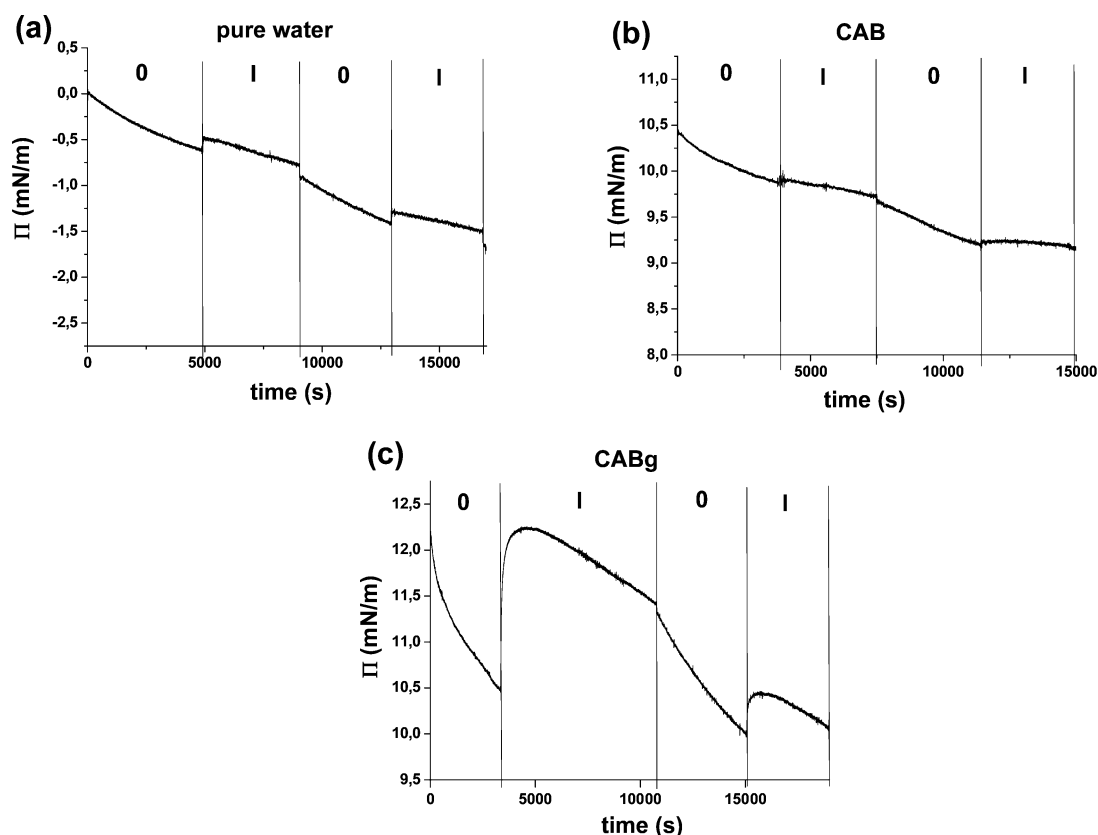 (a)
pure water
0,5
0,0
-0,5
-1,0
-1,5
-2,0
-2,5
0 I 0 I
Π (mN/m)
0 5000 10000 15000
time (s)
(b)
CAB
11,0
10,5
10,0
9,5
9,0
8,5
8,0
0 I 0 I
Π (mN/m)
0 5000 10000 15000
time (s)
(c)
CABg
12,5
12,0
11,5
11,0
10,5
10,0
9,5
0 I 0 I
Π (mN/m)
0 5000 10000 15000
time (s)